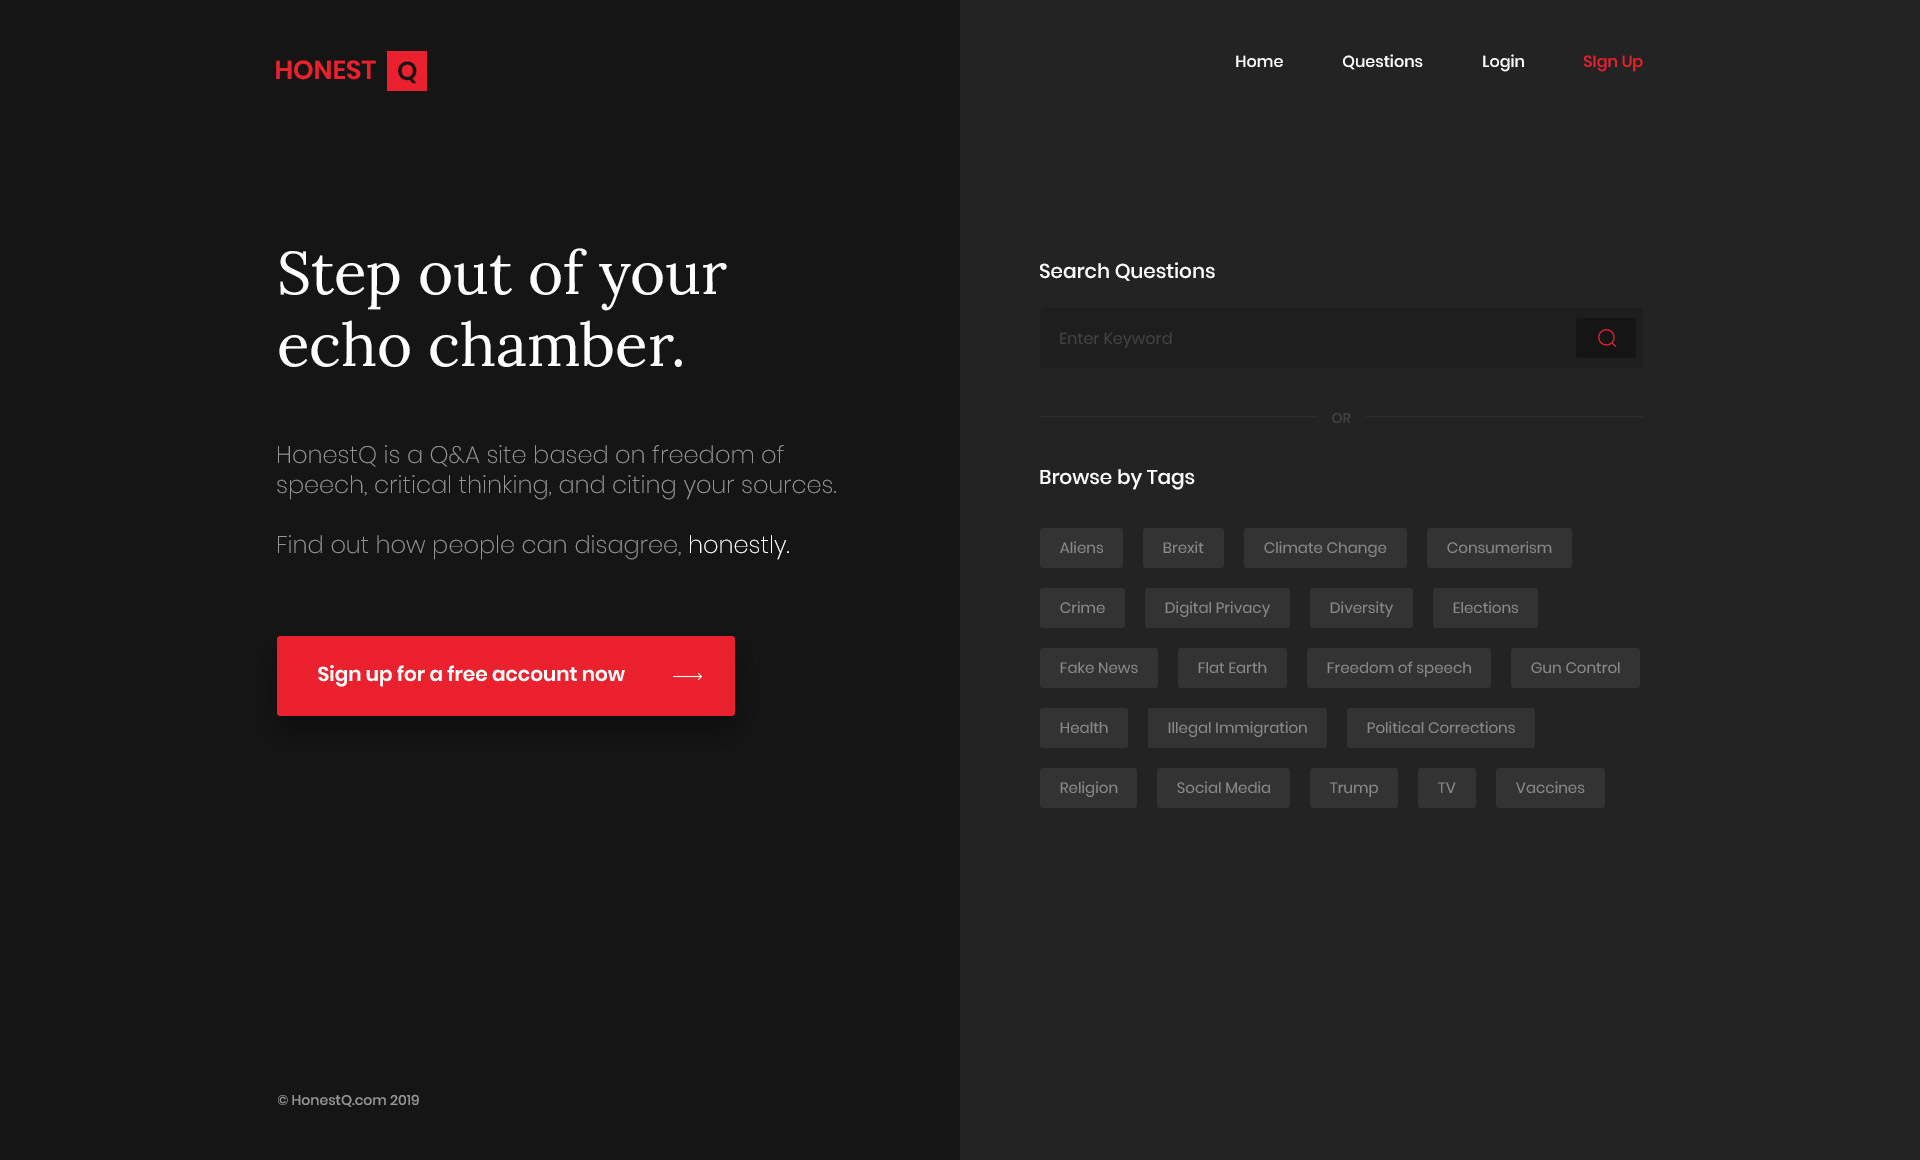 HONEST Q
Home Questions Login SIgn Up
Step out of your
echo chamber.
HonestQ is a Q&A site based on freedom of
speech, critical thinking, and citing your sources.
Find out how people can disagree, honestly.
Sign up for a free account now
Search Questions
Enter Keyword
OR
Browse by Tags
Aliens Brexit Climate Change Consumerism
Crime Digital Privacy Diversity Elections
Fake News Flat Earth Freedom of speech Gun Control
Health Illegal Immigration Political Corrections
Religion Social Media Trump TV Vaccines
© HonestQ.com 2019